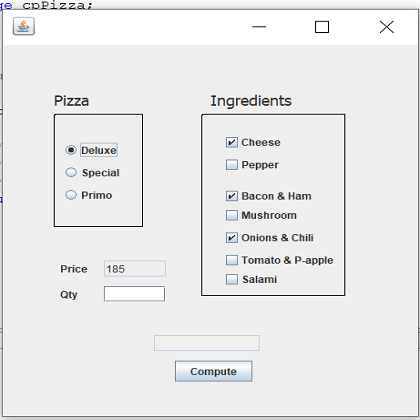 ge cpPizza;
Pizza
Ingredients
Deluxe
Special
Primo
Cheese
Pepper
Bacon & Ham
Mushroom
Onions & Chili
Tomato & P-apple
Salami
Price 185
Qty
Compute